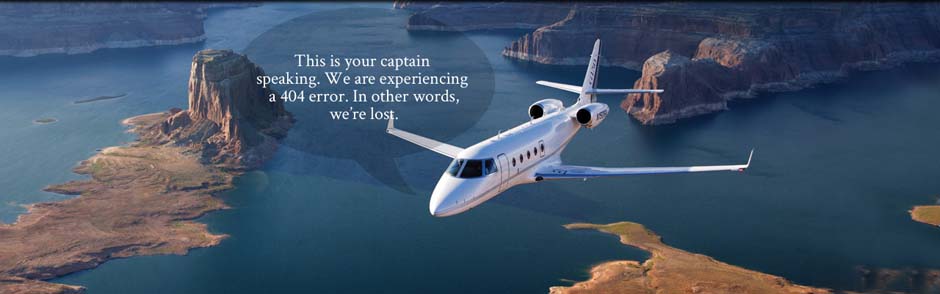 This is your captain
speaking. We are experiencing
a 404 error. In other words,
we're lost.